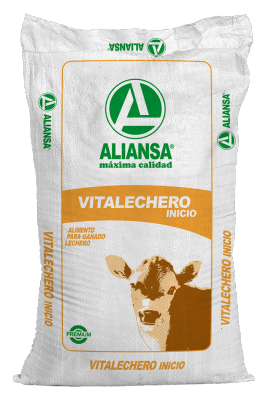 ALIANSA
ALIANSA
ALIANSA®
máxima calidad
VITALECHERO
INICIO
ALIMENTO
PARA GANADO
LECHERO
VITALECHERO INICIO
VITALECHERO INICIO
PREMIUM
VITALECHERO INICIO